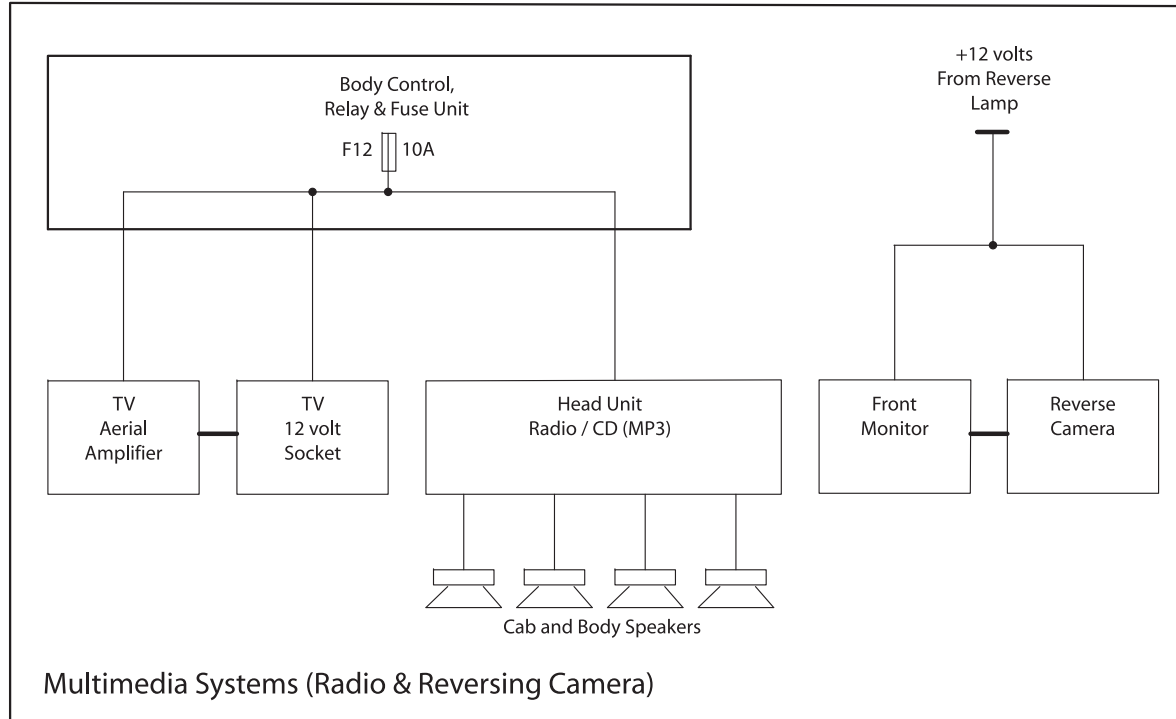 Body Control,
Relay & Fuse Unit
F12 10A
+12 volts
From Reverse
Lamp
TV
Aerial
Amplifier
TV
12 volt
Socket
Head Unit
Radio / CD (MP3)
Front
Monitor
Reverse
Camera
Cab and Body Speakers
Multimedia Systems (Radio & Reversing Camera)